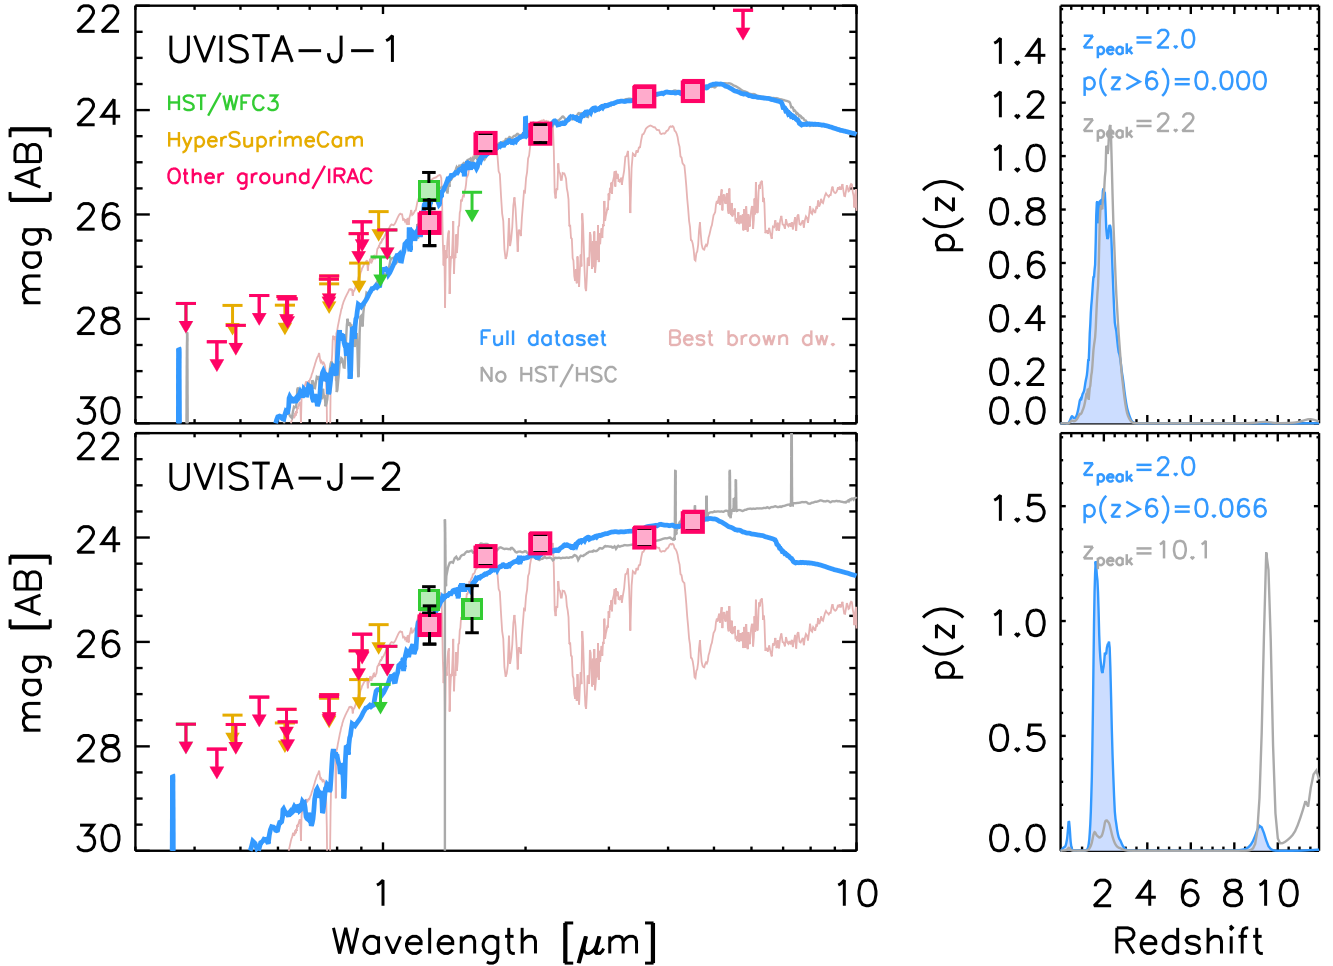 UVISTA-J-1
HST/WFC3
HyperSuprimeCam
Other ground/IRAC
Full dataset
No HST/HSC
Best brown dw.
22
24
26
28
30
mag [AB]
z_peak=2.0
p(z>6)=0.000
z_peak=2.2
1.4
1.2
1.0
0.8
0.6
0.4
0.2
0.0
p(z)
UVISTA-J-2
22
24
26
28
30
mag [AB]
1
10
Wavelength [μm]
z_peak=2.0
p(z>6)=0.066
z_peak=10.1
1.5
1.0
0.5
0.0
p(z)
2 4 6 8 10
Redshift